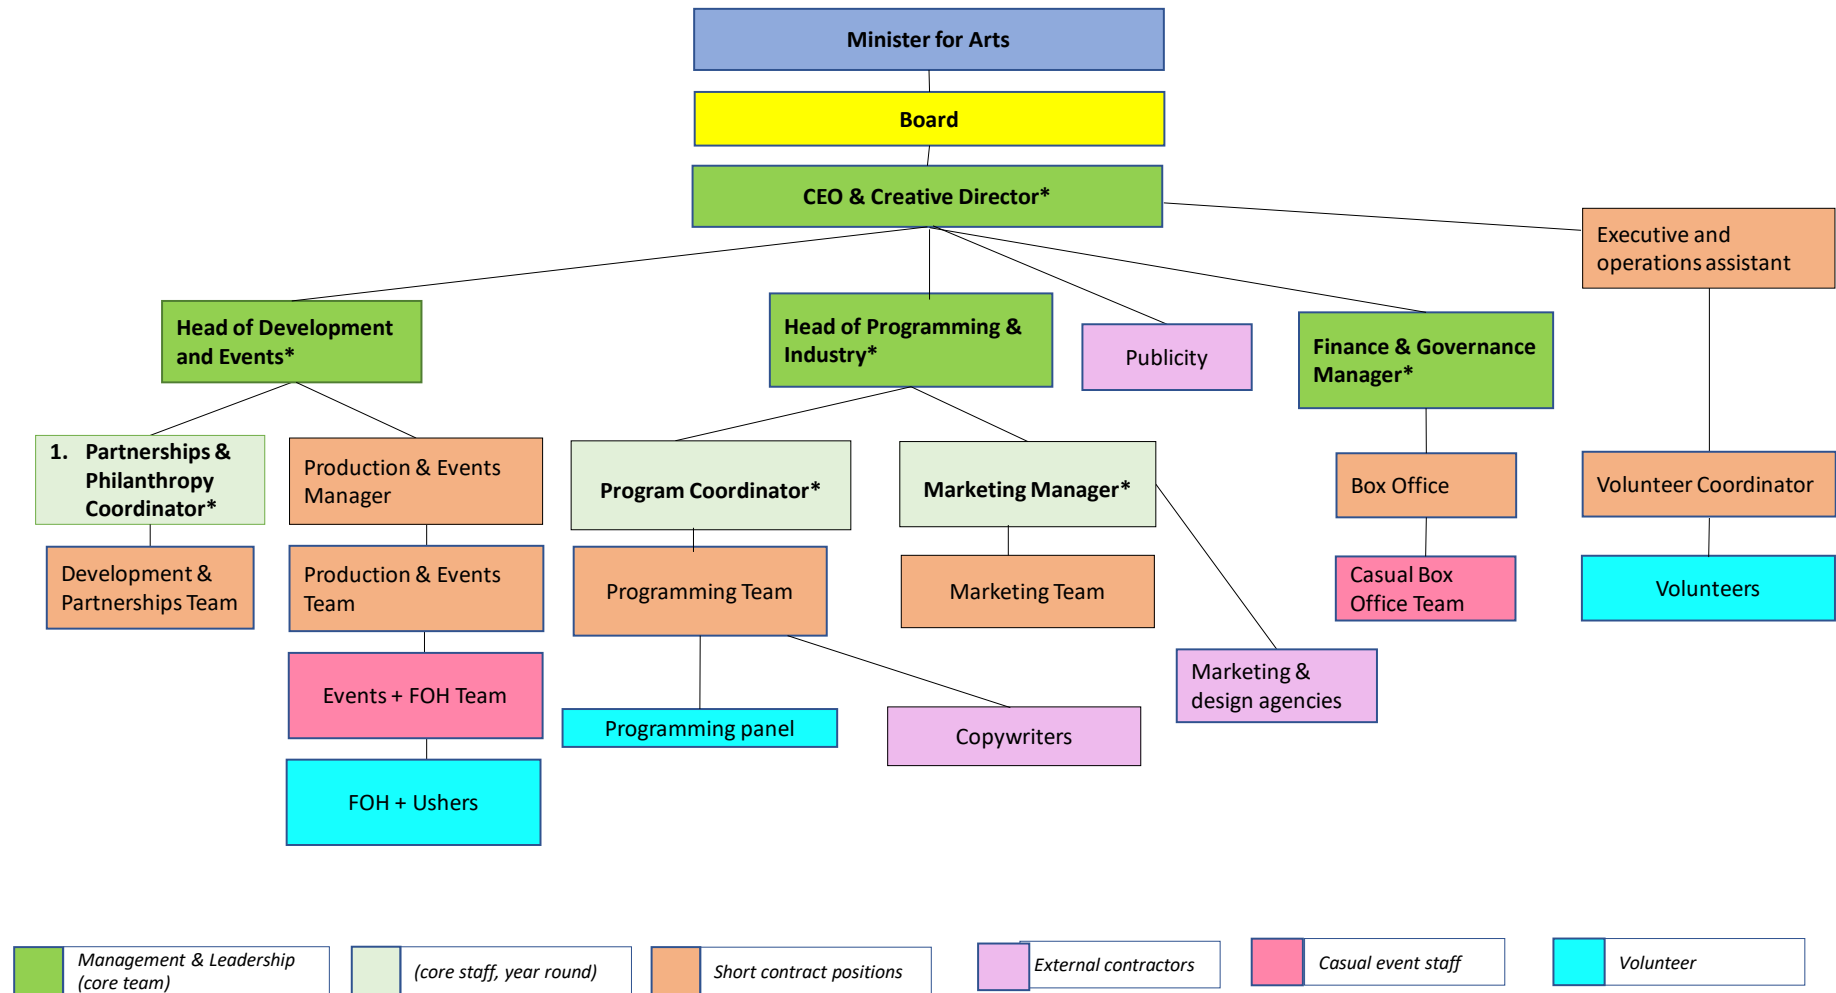 Minister for Arts
Board
CEO & Creative Director*
Executive and
operations assistant
Head of Development
and Events*
Head of Programming &
Industry*
Publicity
Finance & Governance
Manager*
1. Partnerships &
Philanthropy
Coordinator*
Production & Events
Manager
Program Coordinator*
Marketing Manager*
Box Office
Volunteer Coordinator
Development &
Partnerships Team
Production & Events
Team
Programming Team
Marketing Team
Casual Box
Office Team
Volunteers
Events + FOH Team
Marketing &
design agencies
Programming panel
Copywriters
FOH + Ushers
Management & Leadership
(core team)
(core staff, year round)
Short contract positions
External contractors
Casual event staff
Volunteer